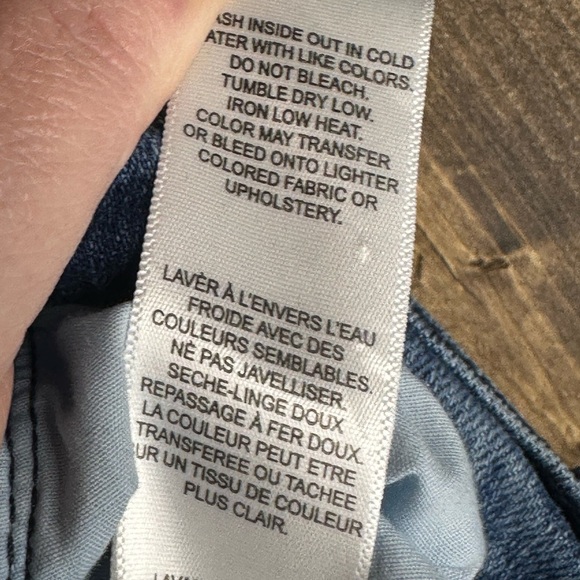 ASH INSIDE OUT IN COLD
ATER WITH LIKE COLORS.
DO NOT BLEACH.
TUMBLE DRY LOW.
IRON LOW HEAT.
COLOR MAY TRANSFER
OR BLEED ONTO LIGHTER
COLORED FABRIC OR
UPHOLSTERY.
LAVÈR À L'ENVERS L'EAU
FROIDE AVEC DES
COULEURS SEMBLABLES.
NÈ PAS JAVELLISER.
SECHE-LINGE DOUX
REPASSAGE À FER DOUX.
LA COULEUR PEUT ETRE
TRANSFEREE OU TACHEE
UR UN TISSU DE COULEUR
PLUS CLAIR.